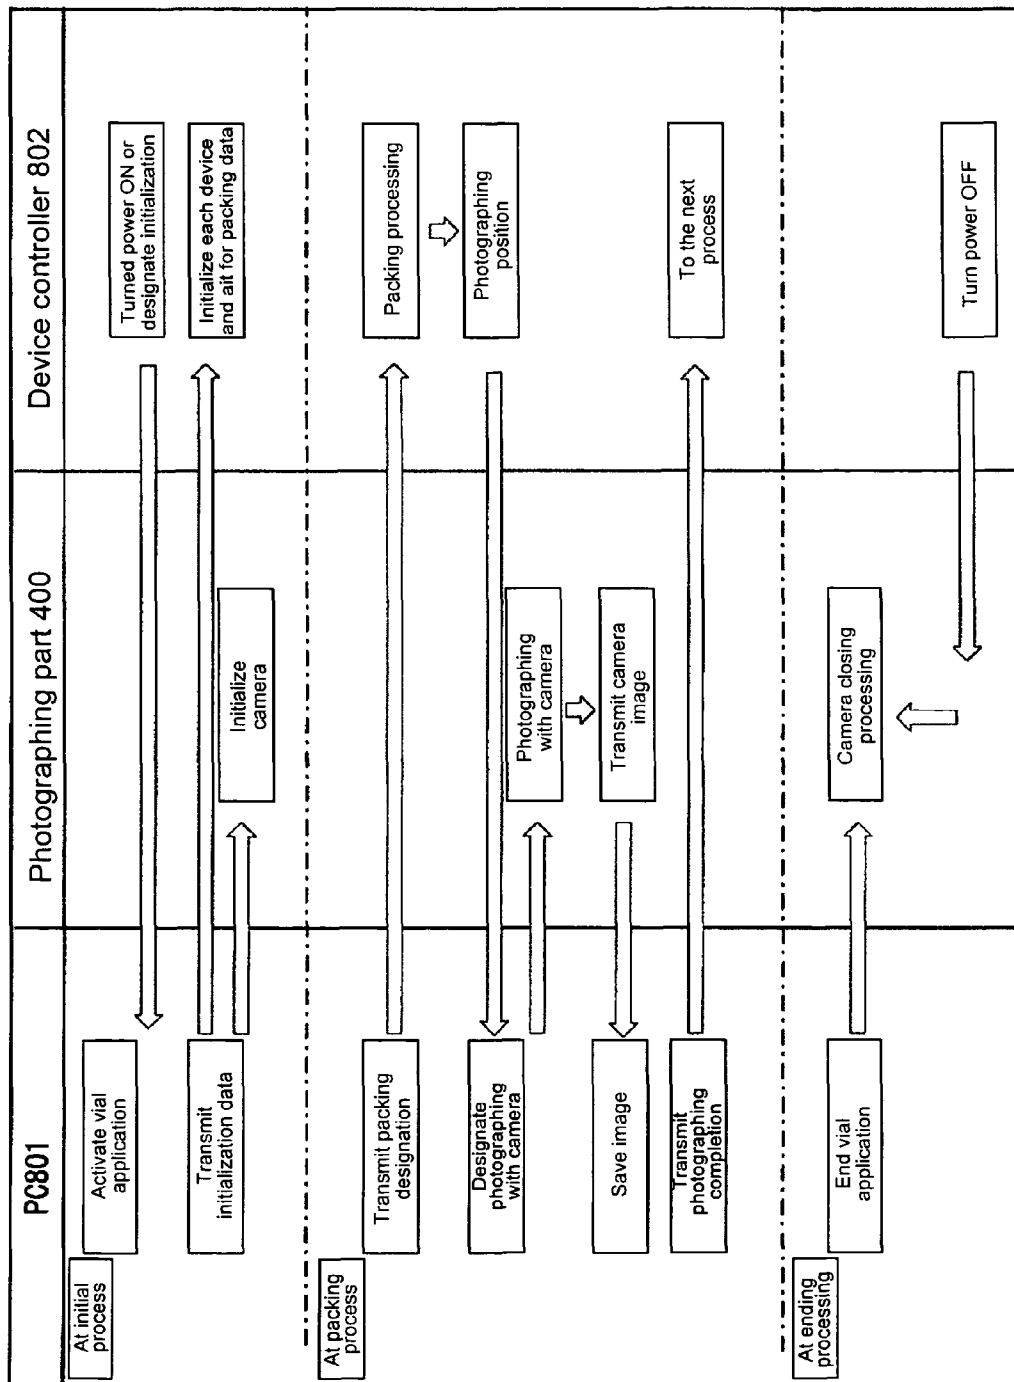 PC801
Photographing part 400
Device controller 802
At initial
process
Activate vial
application
Turned power ON or
designate initialization
Transmit
initialization data
Initialize each device
and ait for packing data
Initialize
camera
At packing
process
Transmit packing
designation
Packing processing
Designate
photographing
with camera
Photographing
position
Photographing
with camera
Save image
Transmit camera
image
Transmit
photographing
completion
To the next
process
At ending
processing
End vial
application
Camera closing
processing
Turn power OFF